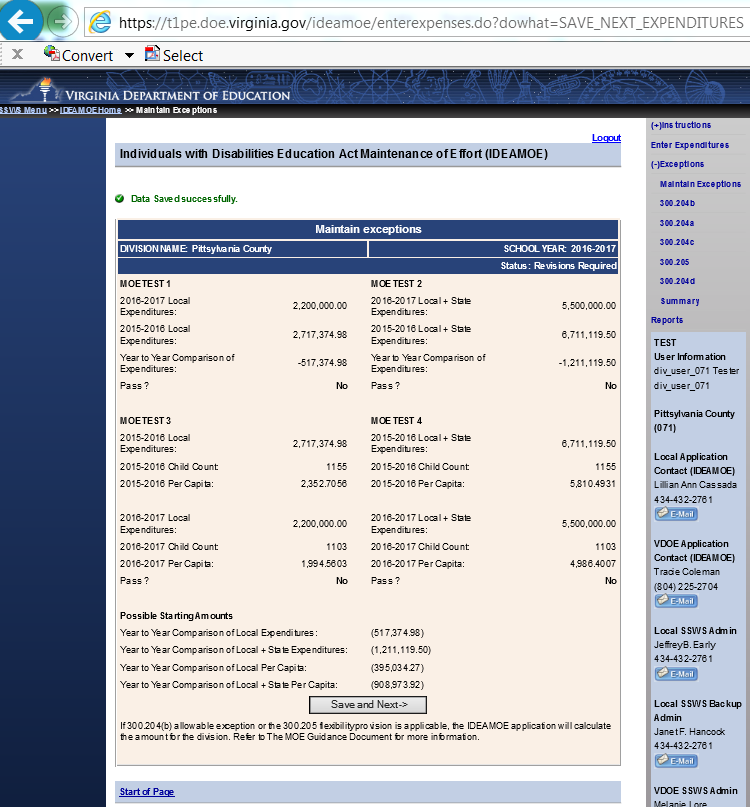 https://t1pe.doe.virginia.gov/ideamoe/enterexpenses.do?dowhat=SAVE_NEXT_EXPENDITURES
x Convert Select
VIRGINIA DEPARTMENT OF EDUCATION
SSWS Menu >> IDEAMOE Home >> Maintain Exceptions
Logout
Individuals with Disabilities Education Act Maintenance of Effort (IDEAMOE)
Data Saved successfully.
Maintain exceptions
DIVISION NAME: Pittsylvania County SCHOOL YEAR: 2016-2017
Status: Revisions Required
MOE TEST 1 MOE TEST 2
2016-2017 Local Expenditures: 2,200,000.00 2016-2017 Local + State Expenditures: 5,500,000.00
2015-2016 Local Expenditures: 2,717,374.98 2015-2016 Local + State Expenditures: 6,711,119.50
Year to Year Comparison of Expenditures: -517,374.98 Year to Year Comparison of Expenditures: -1,211,119.50
Pass? No Pass? No
MOE TEST 3 MOE TEST 4
2015-2016 Local Expenditures: 2,717,374.98 2015-2016 Local + State Expenditures: 6,711,119.50
2015-2016 Child Count: 1155 2015-2016 Child Count: 1155
2015-2016 Per Capita: 2,352.7056 2015-2016 Per Capita: 5,810.4931
2016-2017 Local Expenditures: 2,200,000.00 2016-2017 Local + State Expenditures: 5,500,000.00
2016-2017 Child Count: 1103 2016-2017 Child Count: 1103
2016-2017 Per Capita: 1,994.5603 2016-2017 Per Capita: 4,986.4007
Pass? No Pass? No
Possible Starting Amounts
Year to Year Comparison of Local Expenditures: (517,374.98)
Year to Year Comparison of Local + State Expenditures: (1,211,119.50)
Year to Year Comparison of Local Per Capita: (395,034.27)
Year to Year Comparison of Local + State Per Capita: (908,973.92)
Save and Next->
If 300.204(b) allowable exception or the 300.205 flexibility provision is applicable, the IDEAMOE application will calculate
the amount for the division. Refer to The MOE Guidance Document for more information.
Start of Page
(+)Instructions
Enter Expenditures
(-)Exceptions
Maintain Exceptions
300.204b
300.204a
300.204c
300.205
300.204d
Summary
Reports
TEST
User Information
div_user_071 Tester
div_user_071
Pittsylvania County
(071)
Local Application
Contact (IDEAMOE)
Lillian Ann Cassada
434-432-2761
E-Mail
VDOE Application
Contact (IDEAMOE)
Tracie Coleman
(804) 225-2704
E-Mail
Local SSWS Admin
Jeffrey B. Early
434-432-2761
E-Mail
Local SSWS Backup
Admin
Janet F. Hancock
434-432-2761
E-Mail
VDOE SSWS Admin
Melanie Lore